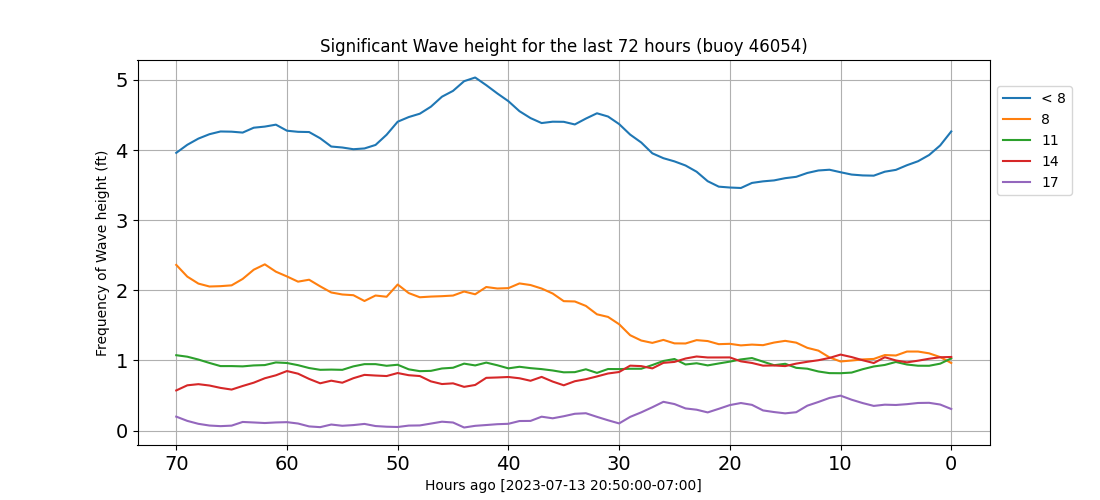 Significant Wave height for the last 72 hours (buoy 46054)
Frequency of Wave height (ft)
5
4
3
2
1
0
70 60 50 40 30 20 10 0
Hours ago [2023-07-13 20:50:00-07:00]
< 8
8
11
14
17